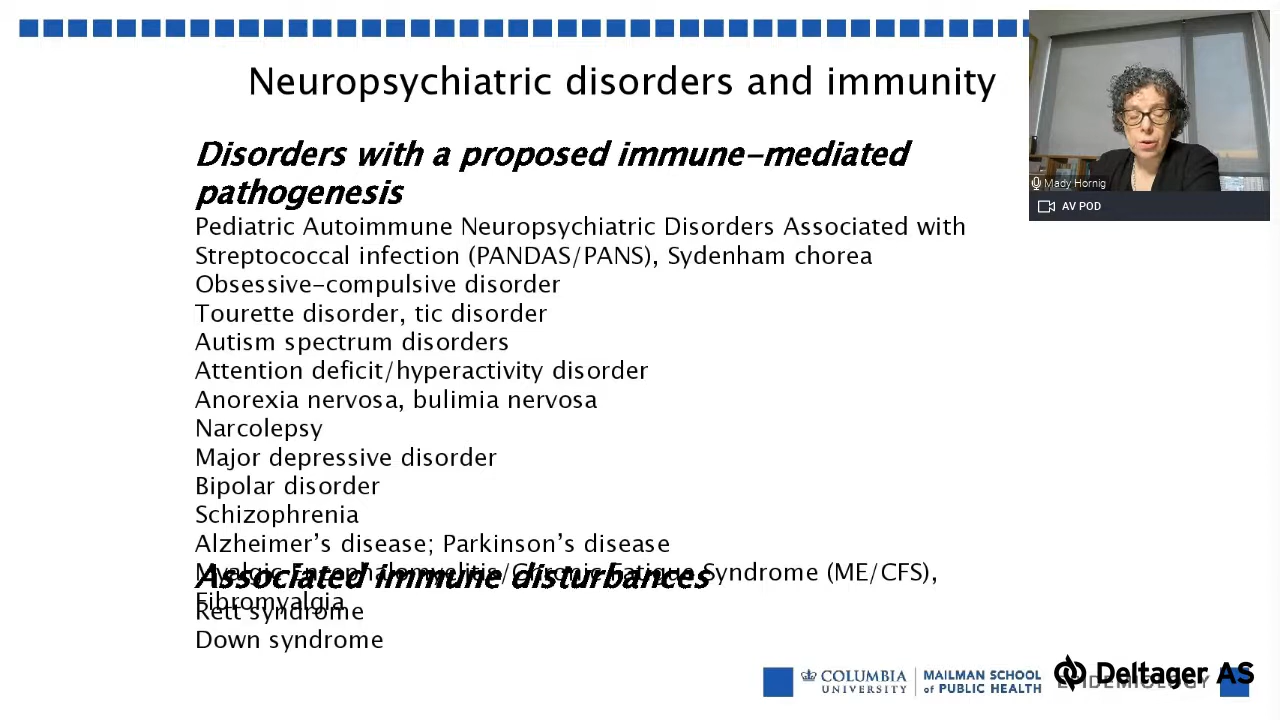 Neuropsychiatric disorders and immunity
Disorders with a proposed immune-mediated
pathogenesis
Pediatric Autoimmune Neuropsychiatric Disorders Associated with
Streptococcal infection (PANDAS/PANS), Sydenham chorea
Obsessive-compulsive disorder
Tourette disorder, tic disorder
Autism spectrum disorders
Attention deficit/hyperactivity disorder
Anorexia nervosa, bulimia nervosa
Narcolepsy
Major depressive disorder
Bipolar disorder
Schizophrenia
Alzheimer’s disease; Parkinson’s disease
Myalgic Encephalomyelitis/Chronic Fatigue Syndrome (ME/CFS),
Fibromyalgia
Associated immune disturbances
Rett syndrome
Down syndrome
Mady Hornig
AV POD
COLUMBIA
UNIVERSITY
MAILMAN SCHOOL
of PUBLIC HEALTH
EPIDEMIOLOGY
Deltager AS